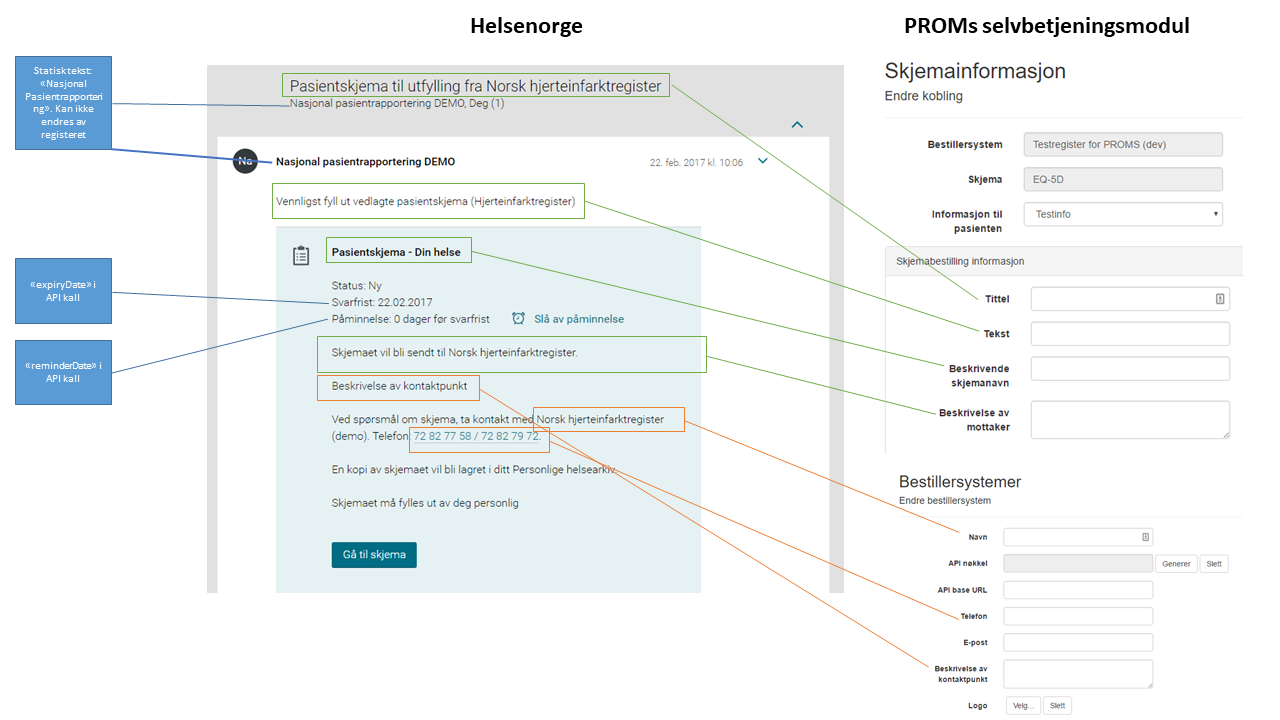 Helsenorge
PROMs selvbetjeningsmodul
Statisk tekst:
«Nasjonal
Pasientrapporteri
ng». Kan ikke
endres av
registeret
«expiryDate» i
API kall
«reminderDate» i
API kall
Pasientskjema til utfylling fra Norsk hjerteinfarktregister
Nasjonal pasientrapportering DEMO, Deg (1)
Na
Nasjonal pasientrapportering DEMO
22. feb. 2017 kl. 10:06
Vennligst fyll ut vedlagte pasientskjema (Hjerteinfarktregister)
Pasientskjema - Din helse
Status: Ny
Svarfrist: 22.02.2017
Påminnelse: 0 dager før svarfrist
Slå av påminnelse
Skjemaet vil bli sendt til Norsk hjerteinfarktregister.
Beskrivelse av kontaktpunkt
Ved spørsmål om skjema, ta kontakt med Norsk hjerteinfarktregister
(demo). Telefon 72 82 77 58 / 72 82 79 72.
En kopi av skjemaet vil bli lagret i ditt Personlige helsearkiv.
Skjemaet må fylles ut av deg personlig
Gå til skjema
Skjemainformasjon
Endre kobling
Bestillersystem
Testregister for PROMS (dev)
Skjema
EQ-5D
Informasjon til
pasienten
Testinfo
Skjemabestilling informasjon
Tittel
Tekst
Beskrivende
skjemanavn
Beskrivelse av
mottaker
Bestillersystemer
Endre bestillersystem
Navn
API nøkkel
Generer
Slett
API base URL
Telefon
E-post
Beskrivelse av
kontaktpunkt
Logo
Velg...
Slett